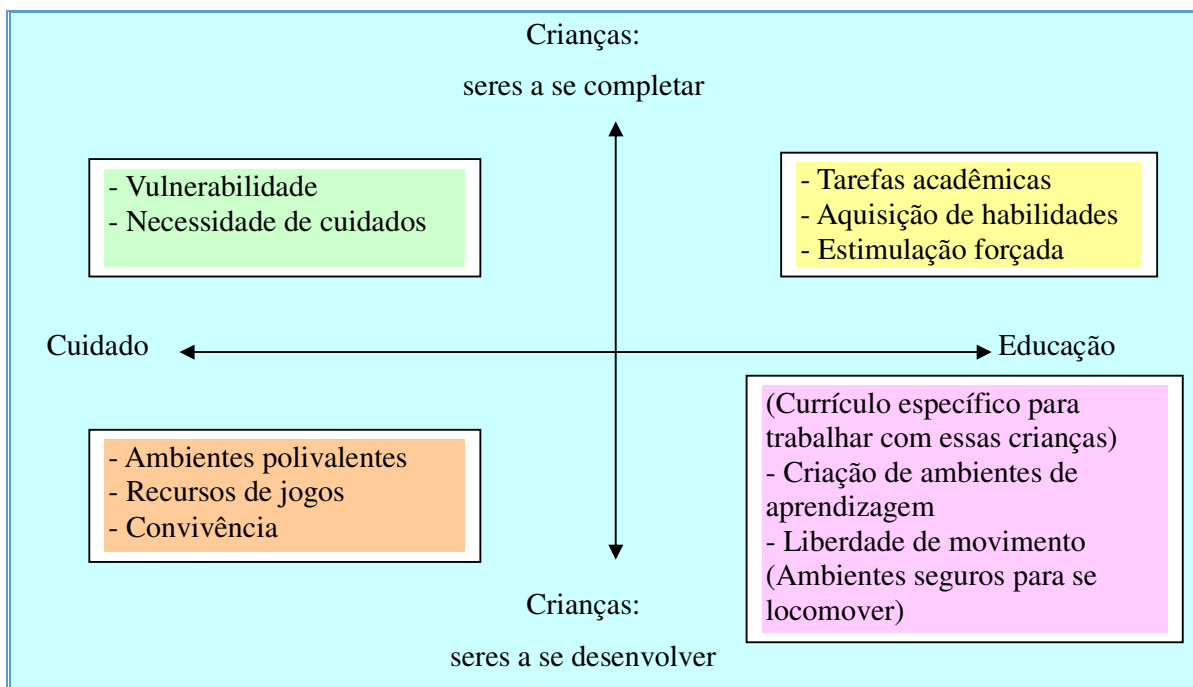 Crianças:
seres a se completar
- Vulnerabilidade
- Necessidade de cuidados
- Tarefas acadêmicas
- Aquisição de habilidades
- Estimulação forçada
Cuidado
Educação
- Ambientes polivalentes
- Recursos de jogos
- Convivência
(Currículo específico para
trabalhar com essas crianças)
- Criação de ambientes de
aprendizagem
- Liberdade de movimento
(Ambientes seguros para se
locomover)
Crianças:
seres a se desenvolver